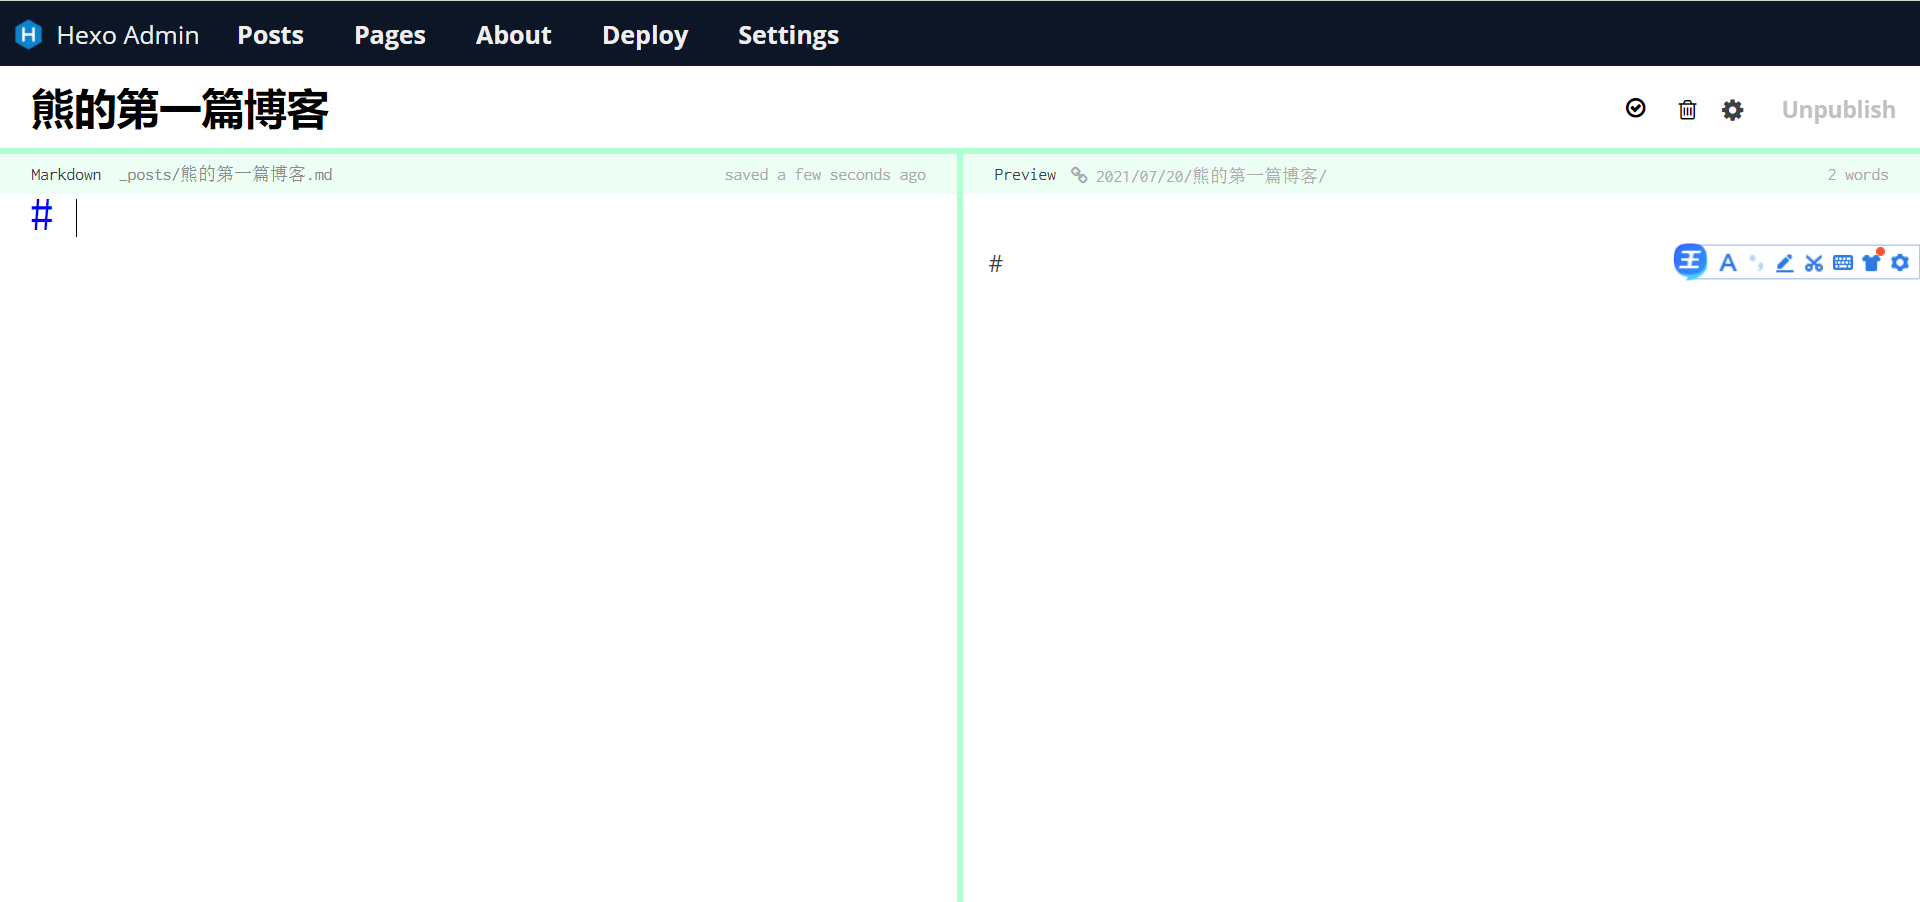 Hexo Admin Posts Pages About Deploy Settings
熊的第一篇博客
Unpublish
Markdown _posts/熊的第一篇博客.md saved a few seconds ago
Preview 2021/07/20/熊的第一篇博客/ 2 words
#
#
王 A